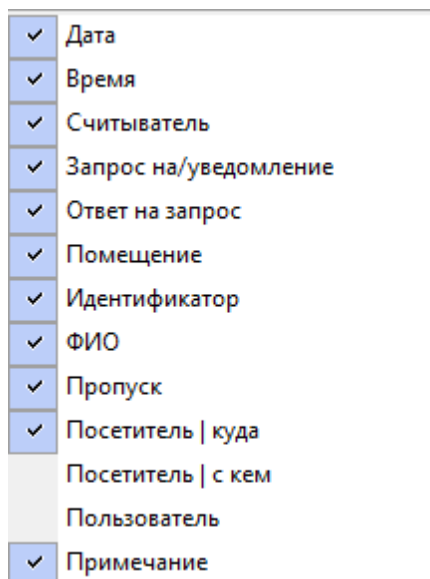 Дата
Время
Считыватель
Запрос на/уведомление
Ответ на запрос
Помещение
Идентификатор
ФИО
Пропуск
Посетитель | куда
Посетитель | с кем
Пользователь
Примечание